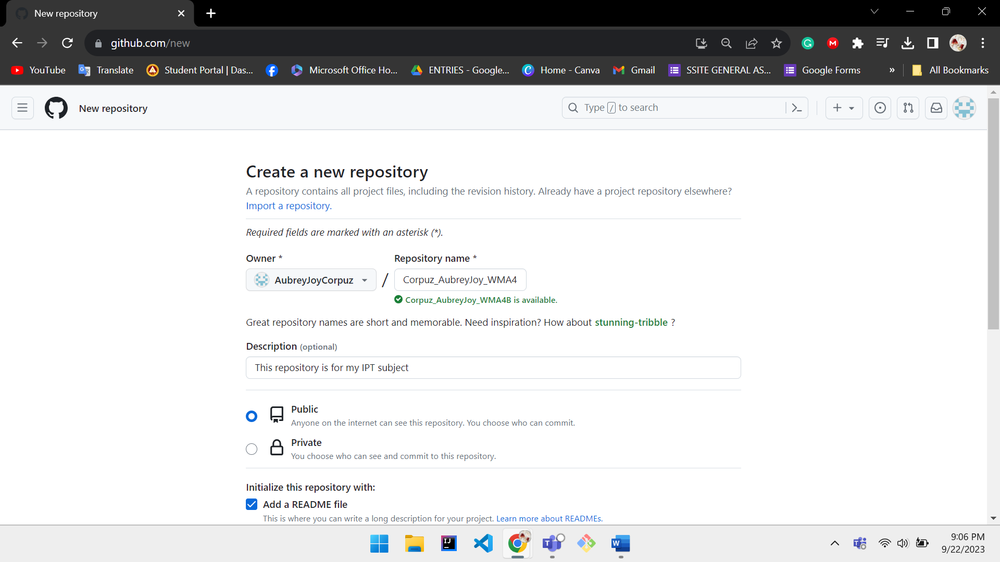 New repository
github.com/new
YouTube
Translate
Student Portal | Das...
Microsoft Office Ho...
ENTRIES - Google...
Home - Canva
Gmail
SSITE GENERAL AS...
Google Forms
»
All Bookmarks
New repository
Type / to search
Create a new repository
A repository contains all project files, including the revision history. Already have a project repository elsewhere?
Import a repository.
Required fields are marked with an asterisk (*).
Owner *
Repository name *
AubreyJoyCorpuz
/
Corpuz_AubreyJoy_WMA4
Corpuz_AubreyJoy_WMA4B is available.
Great repository names are short and memorable. Need inspiration? How about stunning-tribble ?
Description (optional)
This repository is for my IPT subject
Public
Anyone on the internet can see this repository. You choose who can commit.
Private
You choose who can see and commit to this repository.
Initialize this repository with:
Add a README file
This is where you can write a long description for your project. Learn more about READMEs.
9:06 PM
9/22/2023